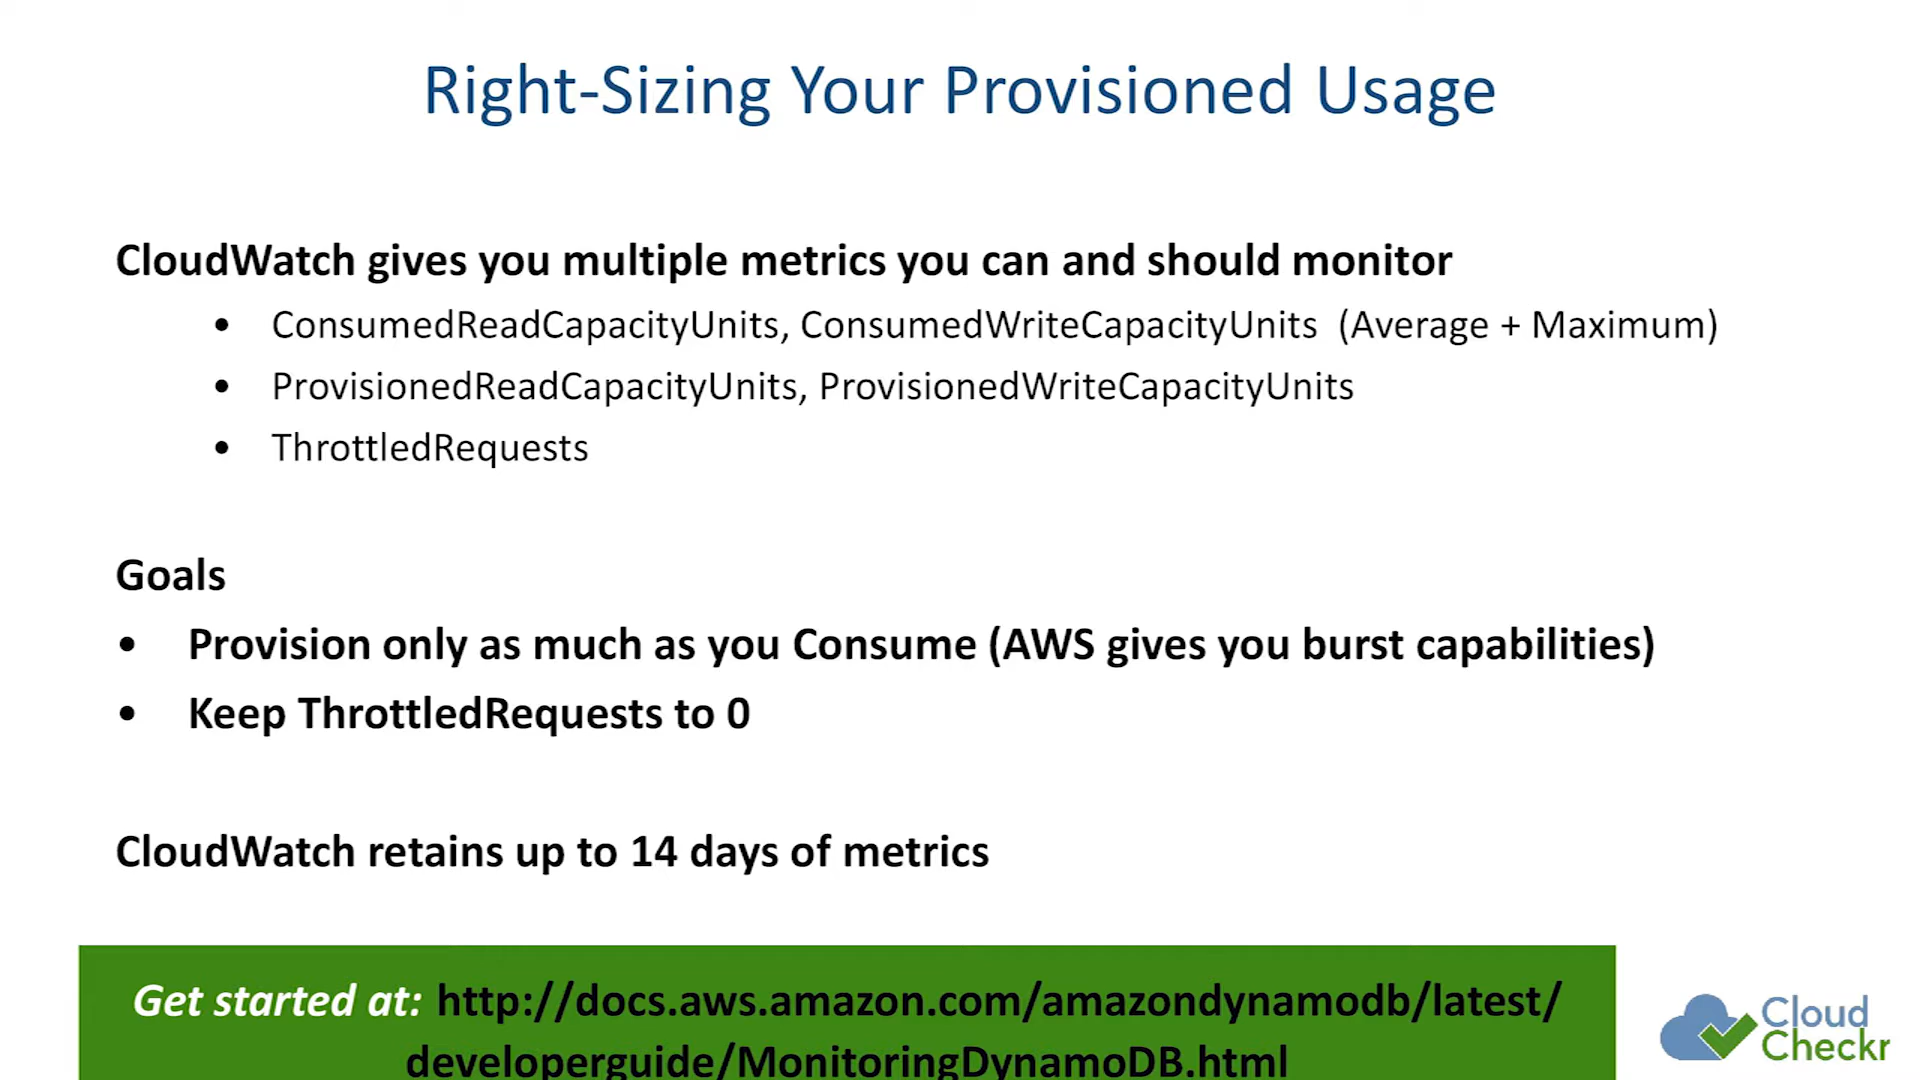 Right-Sizing Your Provisioned Usage
CloudWatch gives you multiple metrics you can and should monitor
• ConsumedReadCapacityUnits, ConsumedWriteCapacityUnits (Average + Maximum)
• ProvisionedReadCapacityUnits, ProvisionedWriteCapacityUnits
• ThrottledRequests
Goals
• Provision only as much as you Consume (AWS gives you burst capabilities)
• Keep ThrottledRequests to 0
CloudWatch retains up to 14 days of metrics
Get started at: http://docs.aws.amazon.com/amazondynamodb/latest/
developerguide/MonitoringDynamoDB.html
Cloud
Checkr